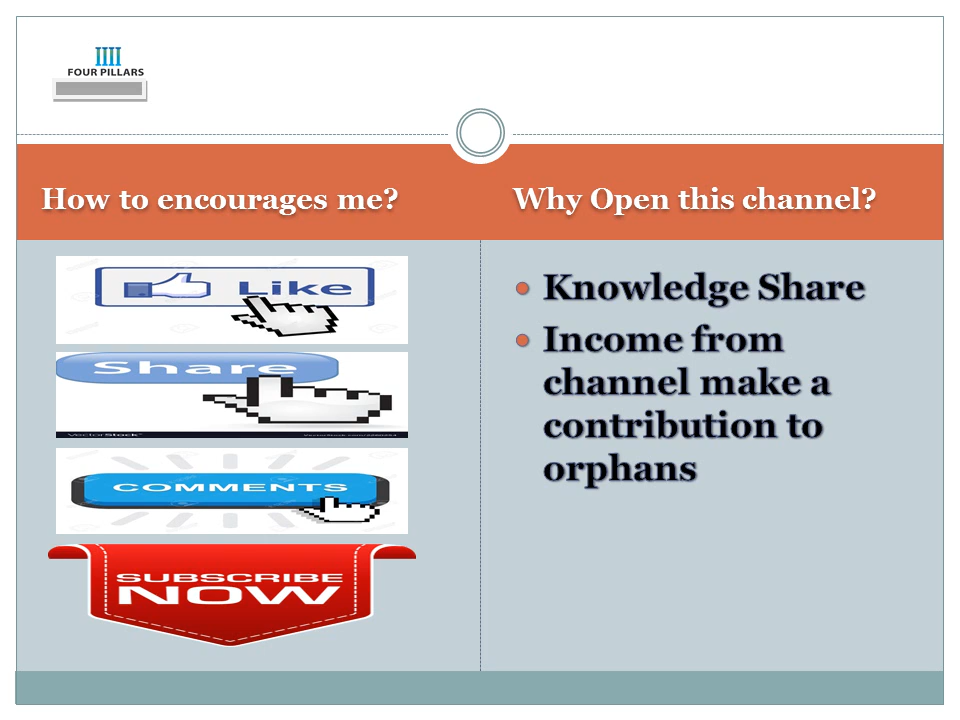 FOUR PILLARS
How to encourages me?
Why Open this channel?
Like
Share
VectorStock
COMMENTS
SUBSCRIBE
NOW
Knowledge Share
Income from
channel make a
contribution to
orphans